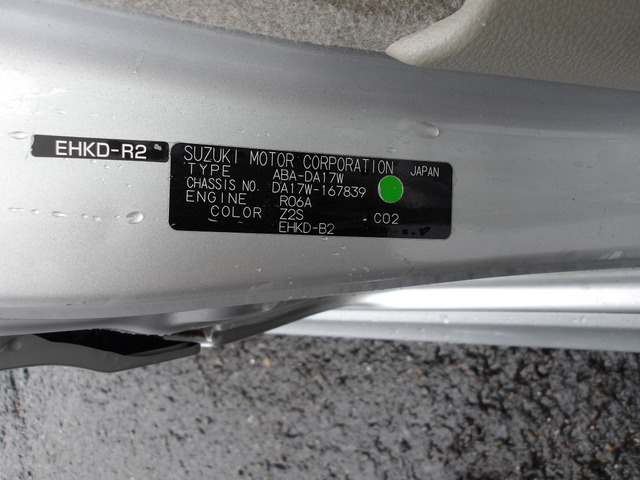 EHKD-R2
SUZUKI MOTOR CORPORATION JAPAN
TYPE ABA-DA17W
CHASSIS NO. DA17W-167839
ENGINE R06A
COLOR Z2S CO2
EHKD-B2